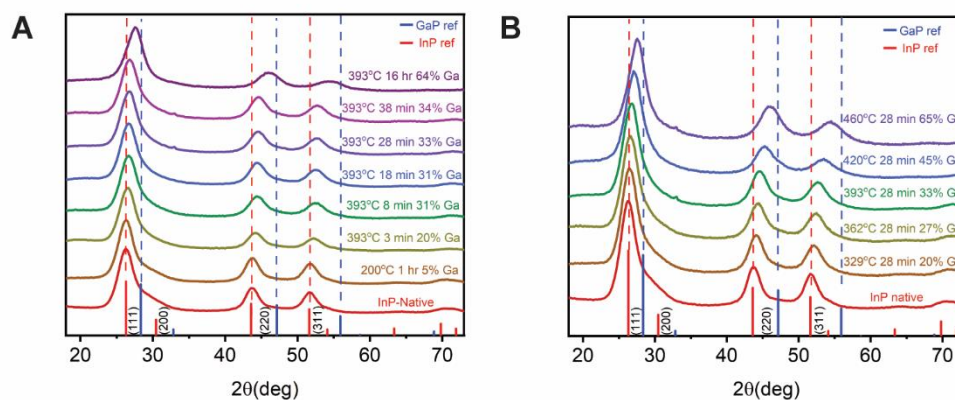 A
GaP ref
InP ref
393°C 16 hr 64% Ga
393°C 38 min 34% Ga
393°C 28 min 33% Ga
393°C 18 min 31% Ga
393°C 8 min 31% Ga
393°C 3 min 20% Ga
200°C 1 hr 5% Ga
InP-Native
(111)
(200)
(220)
(311)
20 30 40 50 60 70
2θ(deg)
B
GaP ref
InP ref
460°C 28 min 65% G
420°C 28 min 45% G
393°C 28 min 33% G
362°C 28 min 27% G
329°C 28 min 20% G
InP native
(111)
(200)
(220)
(311)
20 30 40 50 60 70
2θ(deg)